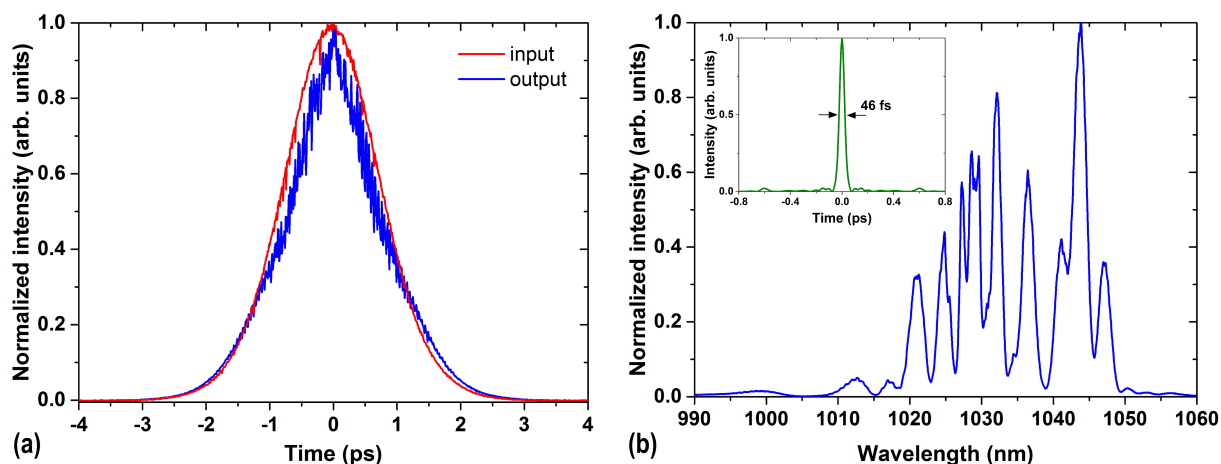 1.0
0.8
0.6
0.4
0.2
0.0
Normalized intensity (arb. units)
input
output
-4 -3 -2 -1 0 1 2 3 4
Time (ps)
(a)
1.0
0.8
0.6
0.4
0.2
0.0
Normalized intensity (arb. units)
1.0
0.5
0.0
Intensity (arb. units)
46 fs
-0.8 -0.4 0.0 0.4 0.8
Time (ps)
990 1000 1010 1020 1030 1040 1050 1060
Wavelength (nm)
(b)